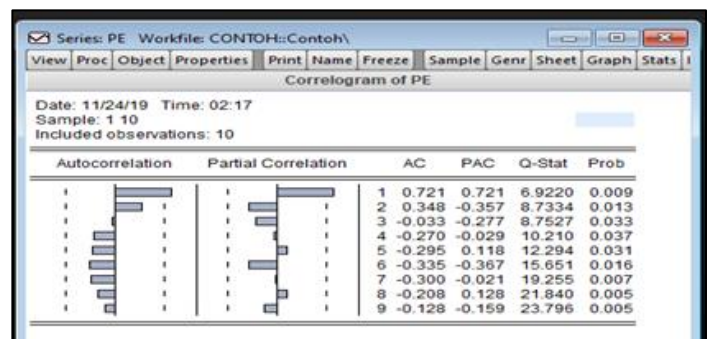 Series: PE Workfile: CONTOH::Contoh\
View Proc Object Properties Print Name Freeze Sample Genr Sheet Graph Stats
Correlogram of PE
Date: 11/24/19 Time: 02:17
Sample: 1 10
Included observations: 10
Autocorrelation Partial Correlation AC PAC Q-Stat Prob
1 0.721 0.721 6.9220 0.009
2 0.348 -0.357 8.7334 0.013
3 -0.033 -0.277 8.7527 0.033
4 -0.270 -0.029 10.210 0.037
5 -0.295 0.118 12.294 0.031
6 -0.335 -0.367 15.651 0.016
7 -0.300 -0.021 19.255 0.007
8 -0.208 0.128 21.840 0.005
9 -0.128 -0.159 23.796 0.005